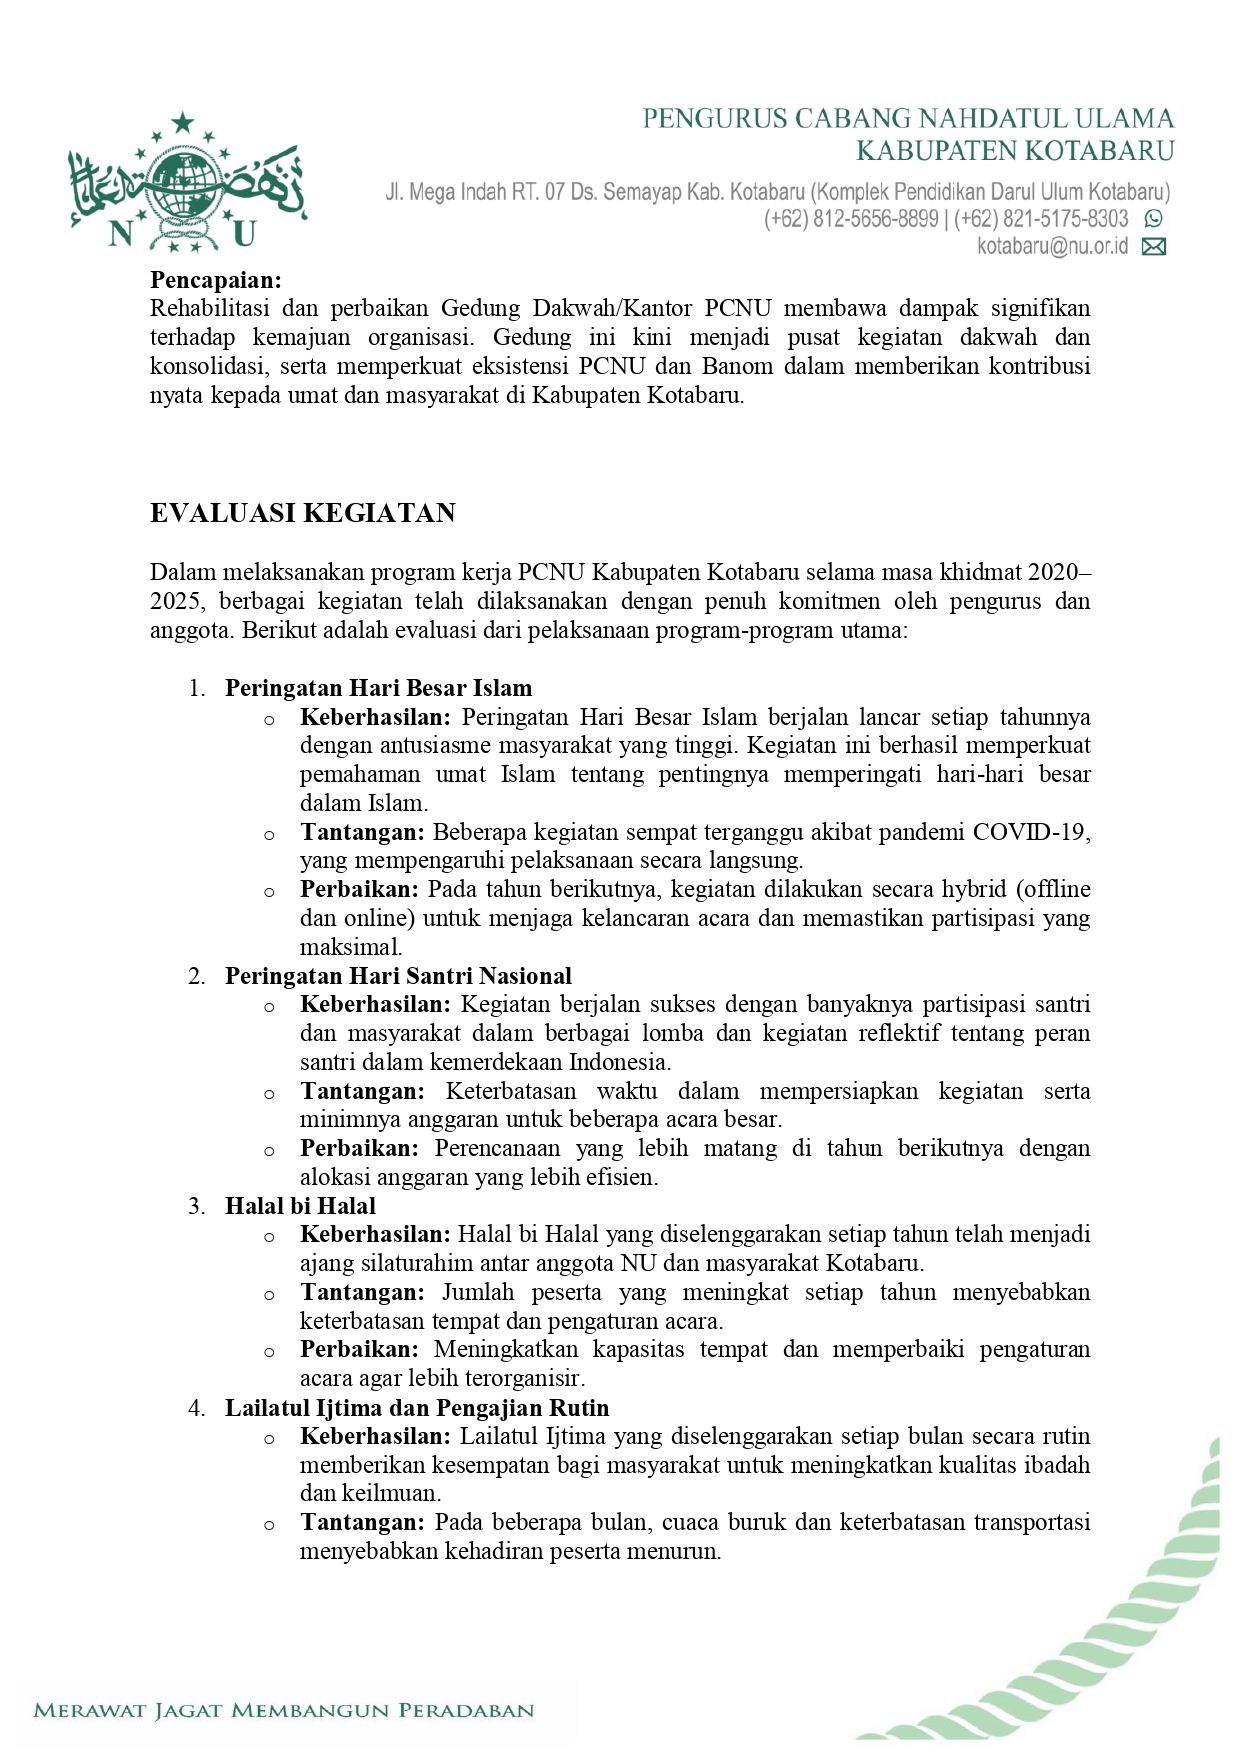 PENGURUS CABANG NAHDATUL ULAMA
KABUPATEN KOTABARU
Jl. Mega Indah RT. 07 Ds. Semayap Kab. Kotabaru (Komplek Pendidikan Darul Ulum Kotabaru)
(+62) 812-5656-8899 | (+62) 821-5175-8303
kotabaru@nu.or.id
نهضة العلماء
N U
Pencapaian:
Rehabilitasi dan perbaikan Gedung Dakwah/Kantor PCNU membawa dampak signifikan
terhadap kemajuan organisasi. Gedung ini kini menjadi pusat kegiatan dakwah dan
konsolidasi, serta memperkuat eksistensi PCNU dan Banom dalam memberikan kontribusi
nyata kepada umat dan masyarakat di Kabupaten Kotabaru.
EVALUASI KEGIATAN
Dalam melaksanakan program kerja PCNU Kabupaten Kotabaru selama masa khidmat 2020–
2025, berbagai kegiatan telah dilaksanakan dengan penuh komitmen oleh pengurus dan
anggota. Berikut adalah evaluasi dari pelaksanaan program-program utama:
1. Peringatan Hari Besar Islam
o Keberhasilan: Peringatan Hari Besar Islam berjalan lancar setiap tahunnya
dengan antusiasme masyarakat yang tinggi. Kegiatan ini berhasil memperkuat
pemahaman umat Islam tentang pentingnya memperingati hari-hari besar
dalam Islam.
o Tantangan: Beberapa kegiatan sempat terganggu akibat pandemi COVID-19,
yang mempengaruhi pelaksanaan secara langsung.
o Perbaikan: Pada tahun berikutnya, kegiatan dilakukan secara hybrid (offline
dan online) untuk menjaga kelancaran acara dan memastikan partisipasi yang
maksimal.
2. Peringatan Hari Santri Nasional
o Keberhasilan: Kegiatan berjalan sukses dengan banyaknya partisipasi santri
dan masyarakat dalam berbagai lomba dan kegiatan reflektif tentang peran
santri dalam kemerdekaan Indonesia.
o Tantangan: Keterbatasan waktu dalam mempersiapkan kegiatan serta
minimnya anggaran untuk beberapa acara besar.
o Perbaikan: Perencanaan yang lebih matang di tahun berikutnya dengan
alokasi anggaran yang lebih efisien.
3. Halal bi Halal
o Keberhasilan: Halal bi Halal yang diselenggarakan setiap tahun telah menjadi
ajang silaturahim antar anggota NU dan masyarakat Kotabaru.
o Tantangan: Jumlah peserta yang meningkat setiap tahun menyebabkan
keterbatasan tempat dan pengaturan acara.
o Perbaikan: Meningkatkan kapasitas tempat dan memperbaiki pengaturan
acara agar lebih terorganisir.
4. Lailatul Ijtima dan Pengajian Rutin
o Keberhasilan: Lailatul Ijtima yang diselenggarakan setiap bulan secara rutin
memberikan kesempatan bagi masyarakat untuk meningkatkan kualitas ibadah
dan keilmuan.
o Tantangan: Pada beberapa bulan, cuaca buruk dan keterbatasan transportasi
menyebabkan kehadiran peserta menurun.
MERAWAT JAGAT MEMBANGUN PERADABAN